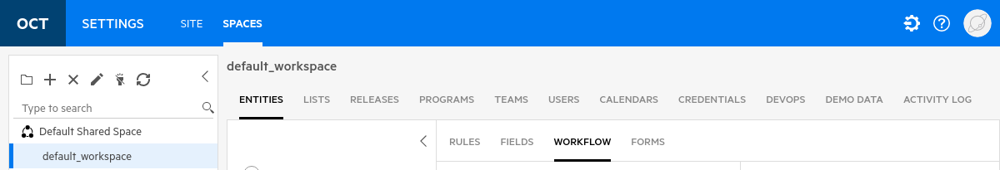 OCT SETTINGS SITE SPACES
default_workspace
Type to search
ENTITIES LISTS RELEASES PROGRAMS TEAMS USERS CALENDARS CREDENTIALS DEVOPS DEMO DATA ACTIVITY LOG
Default Shared Space
default_workspace
RULES FIELDS WORKFLOW FORMS